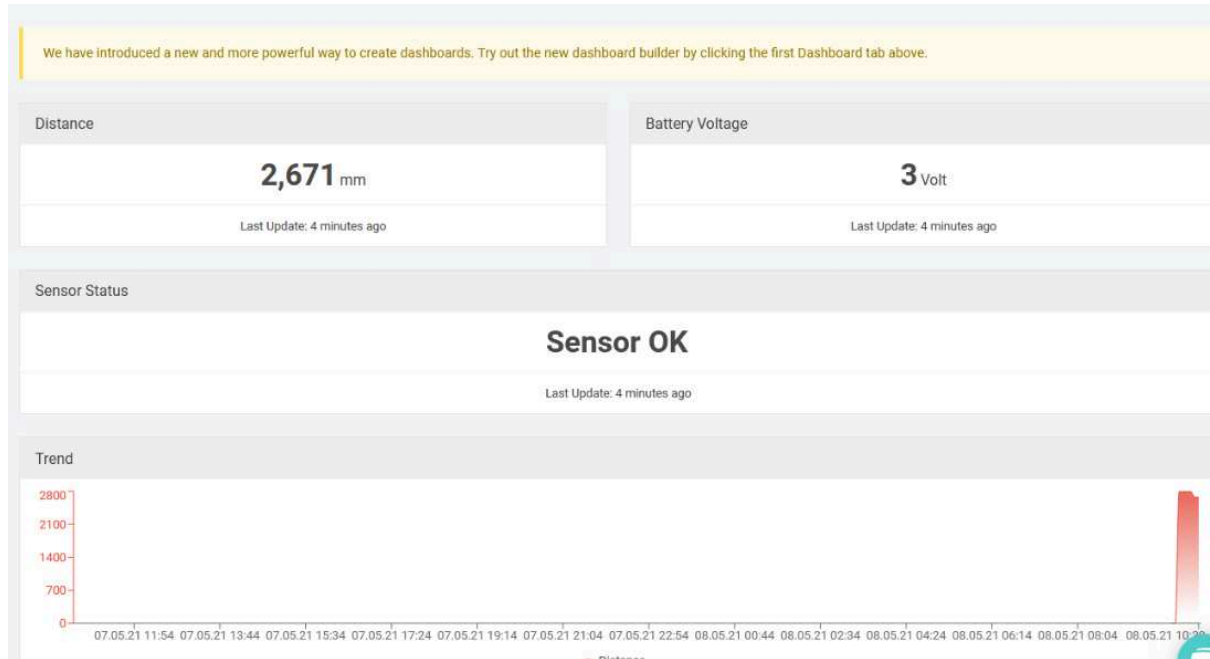 We have introduced a new and more powerful way to create dashboards. Try out the new dashboard builder by clicking the first Dashboard tab above.
Distance
Battery Voltage
2,671 mm
3 Volt
Last Update: 4 minutes ago
Last Update: 4 minutes ago
Sensor Status
Sensor OK
Last Update: 4 minutes ago
Trend
2800
2100
1400
700
0
07.05.21 11:54 07.05.21 13:44 07.05.21 15:34 07.05.21 17:24 07.05.21 19:14 07.05.21 21:04 07.05.21 22:54 08.05.21 00:44 08.05.21 02:34 08.05.21 04:24 08.05.21 06:14 08.05.21 08:04 08.05.21
Distance